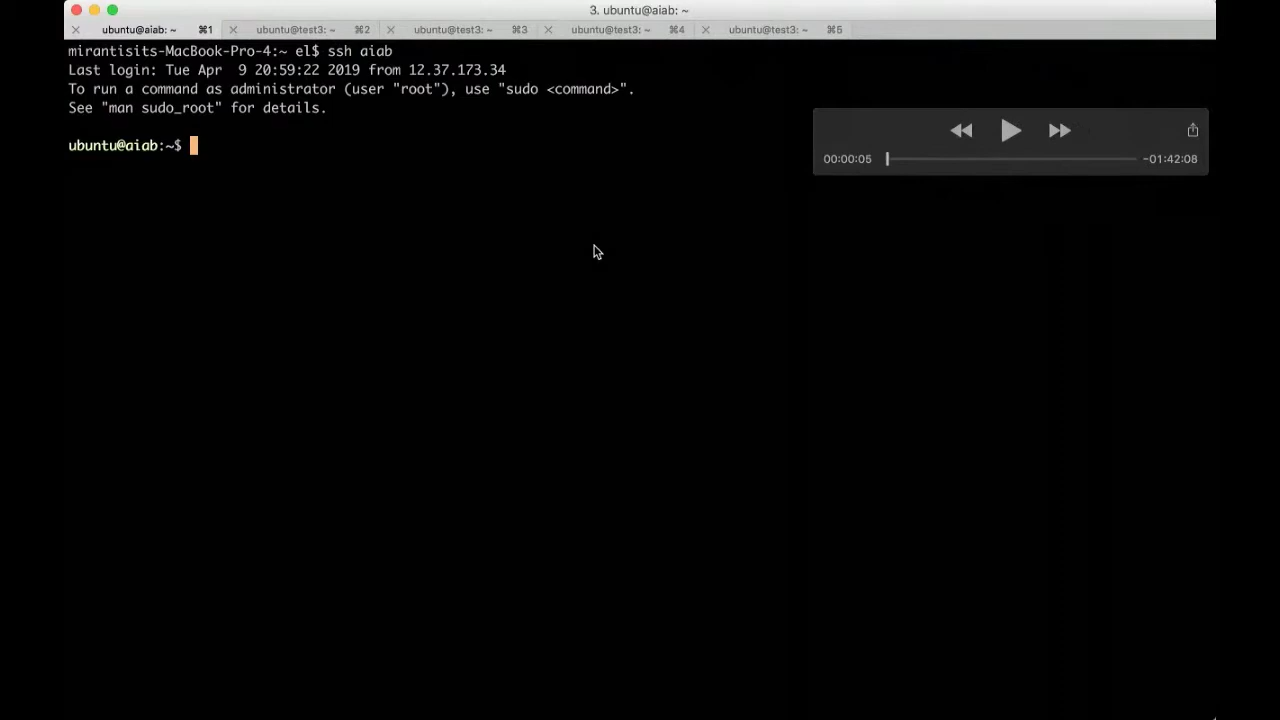 3. ubuntu@aiab: ~
ubuntu@aiab: ~ ⌘1 ubuntu@test3: ~ ⌘2 ubuntu@test3: ~ ⌘3 ubuntu@test3: ~ ⌘4 ubuntu@test3: ~ ⌘5
mirantisits-MacBook-Pro-4:~ el$ ssh aiab
Last login: Tue Apr  9 20:59:22 2019 from 12.37.173.34
To run a command as administrator (user "root"), use "sudo <command>".
See "man sudo_root" for details.
ubuntu@aiab:~$
00:00:05 -01:42:08